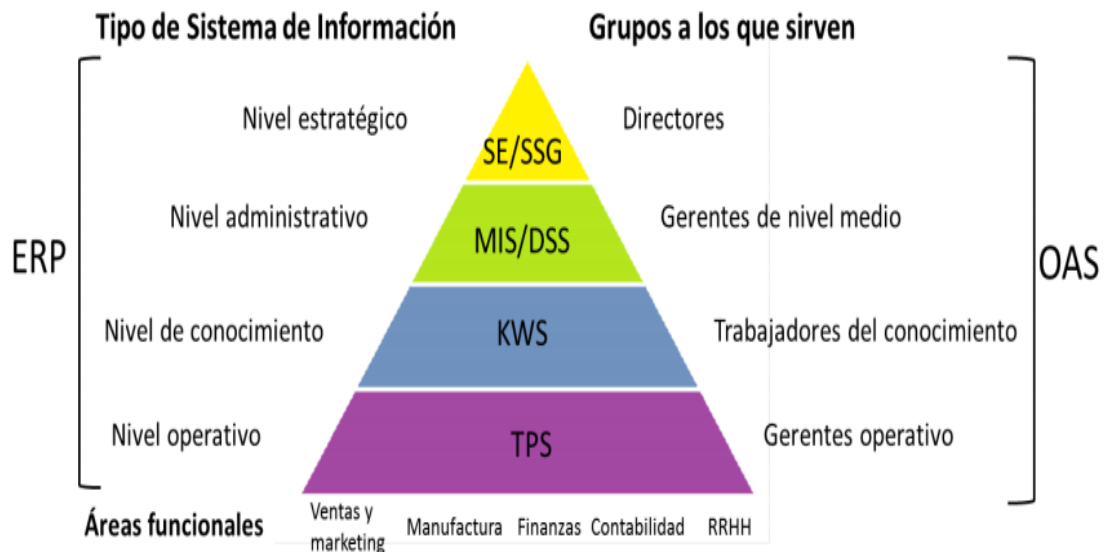 Tipo de Sistema de Información
Grupos a los que sirven
Nivel estratégico
SE/SSG
Directores
Nivel administrativo
MIS/DSS
Gerentes de nivel medio
ERP
OAS
Nivel de conocimiento
KWS
Trabajadores del conocimiento
Nivel operativo
TPS
Gerentes operativo
Áreas funcionales
Ventas y
marketing
Manufactura
Finanzas
Contabilidad
RRHH